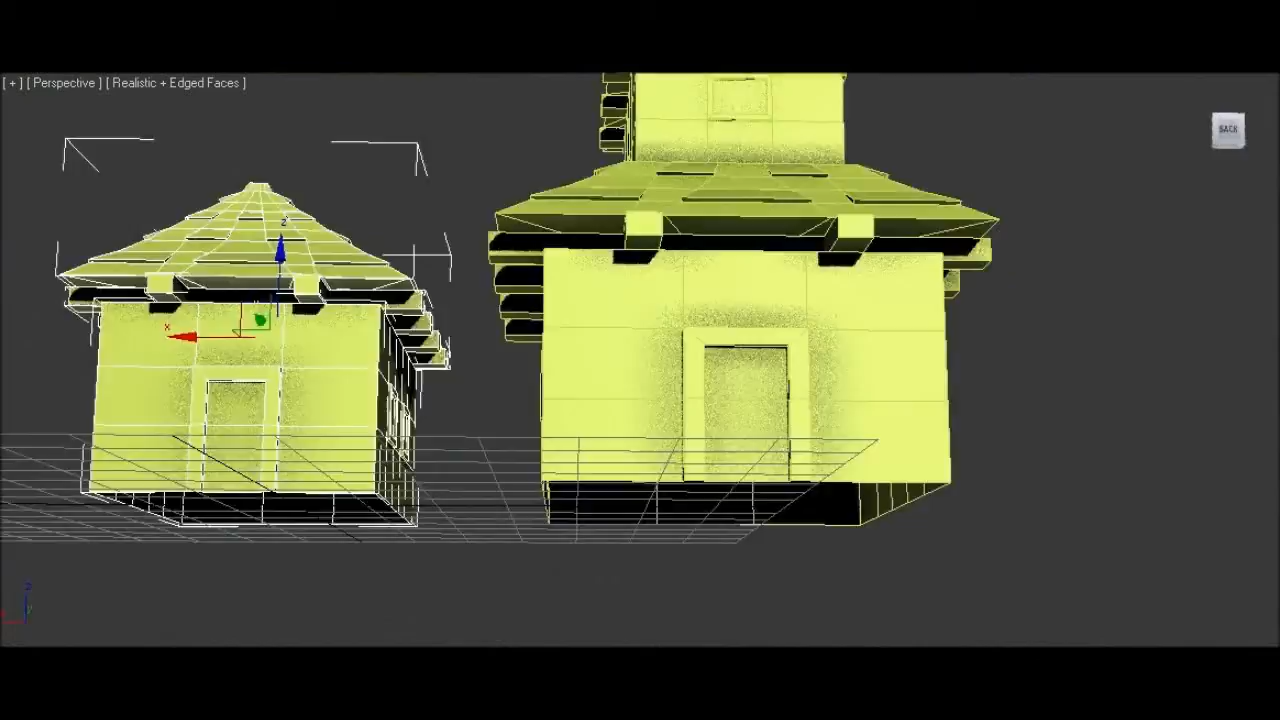 [ + ] [ Perspective ] [ Realistic + Edged Faces ]
BACK
z
x
z